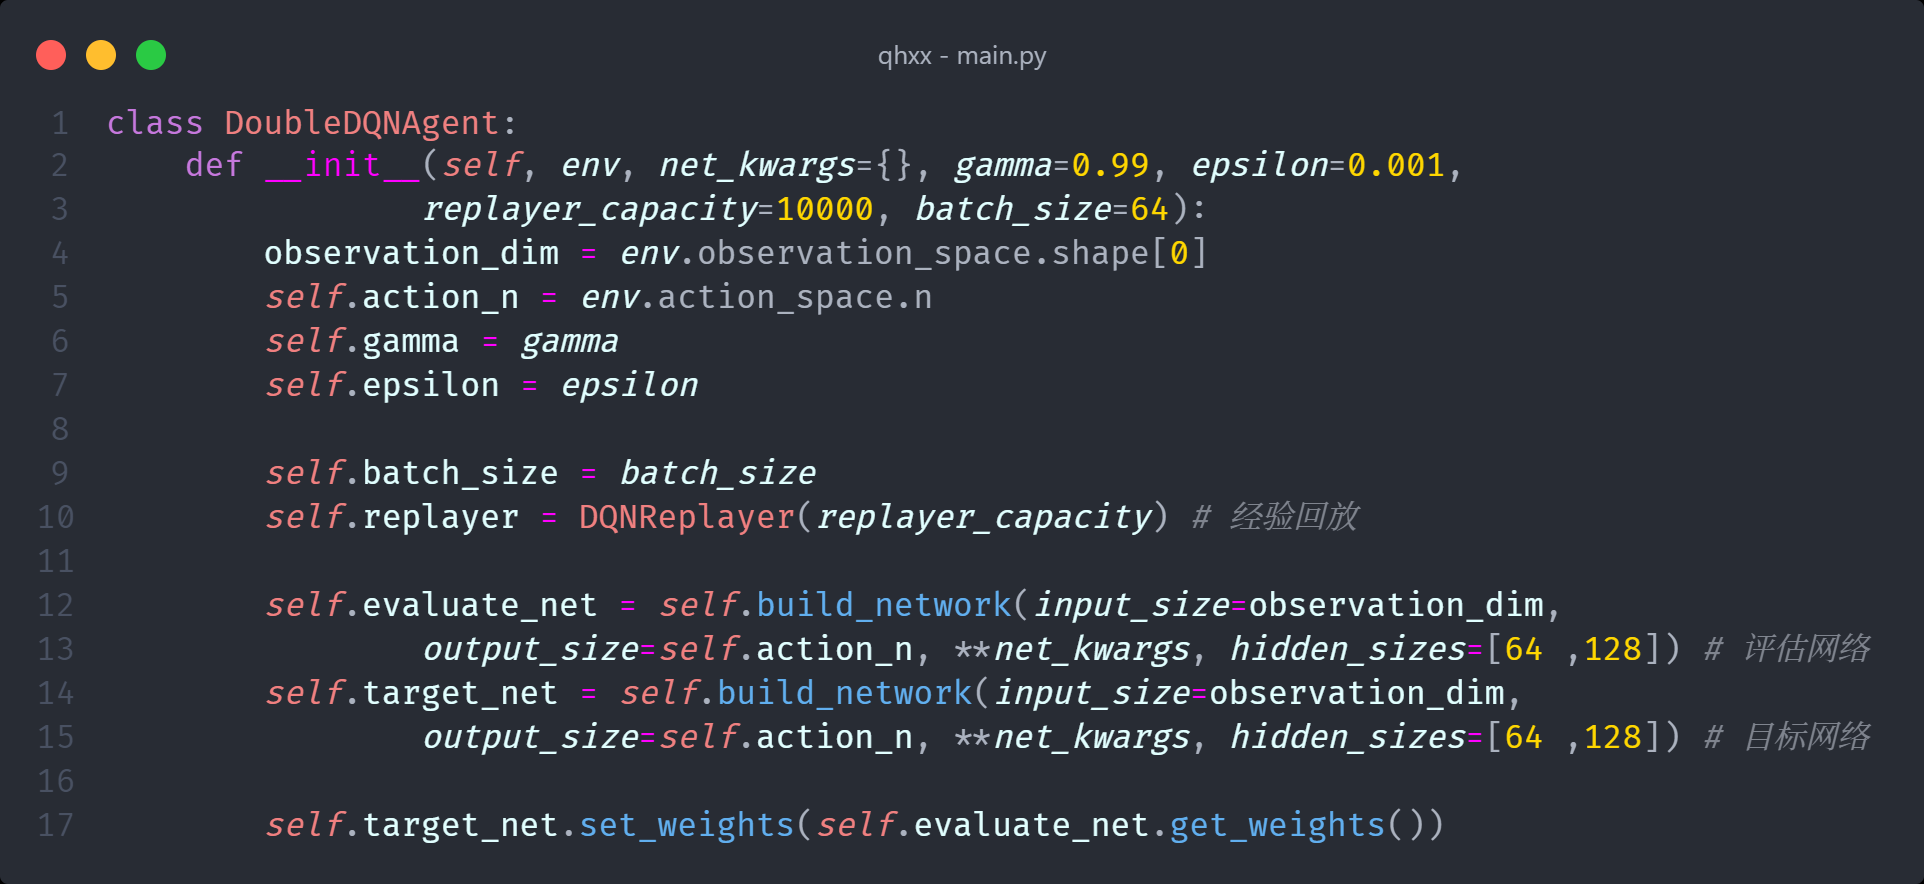 qhxx - main.py
1 class DoubleDQNAgent:
2     def __init__(self, env, net_kwargs={}, gamma=0.99, epsilon=0.001,
3                 replayer_capacity=10000, batch_size=64):
4         observation_dim = env.observation_space.shape[0]
5         self.action_n = env.action_space.n
6         self.gamma = gamma
7         self.epsilon = epsilon
8
9         self.batch_size = batch_size
10         self.replayer = DQNReplayer(replayer_capacity) # 经验回放
11
12         self.evaluate_net = self.build_network(input_size=observation_dim,
13                 output_size=self.action_n, **net_kwargs, hidden_sizes=[64 ,128]) # 评估网络
14         self.target_net = self.build_network(input_size=observation_dim,
15                 output_size=self.action_n, **net_kwargs, hidden_sizes=[64 ,128]) # 目标网络
16
17         self.target_net.set_weights(self.evaluate_net.get_weights())